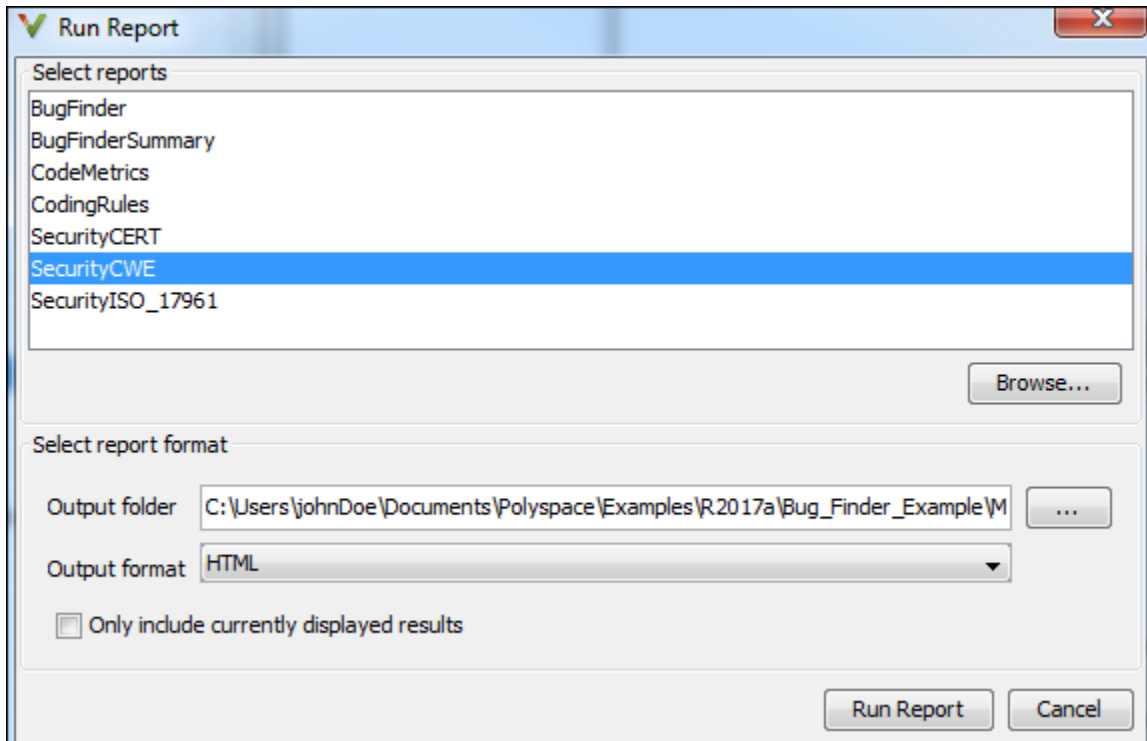 Run Report
Select reports
BugFinder
BugFinderSummary
CodeMetrics
CodingRules
SecurityCERT
SecurityCWE
SecurityISO_17961
Browse...
Select report format
Output folder C:\Users\johnDoe\Documents\Polyspace\Examples\R2017a\Bug_Finder_Example\M ...
Output format HTML
Only include currently displayed results
Run Report Cancel